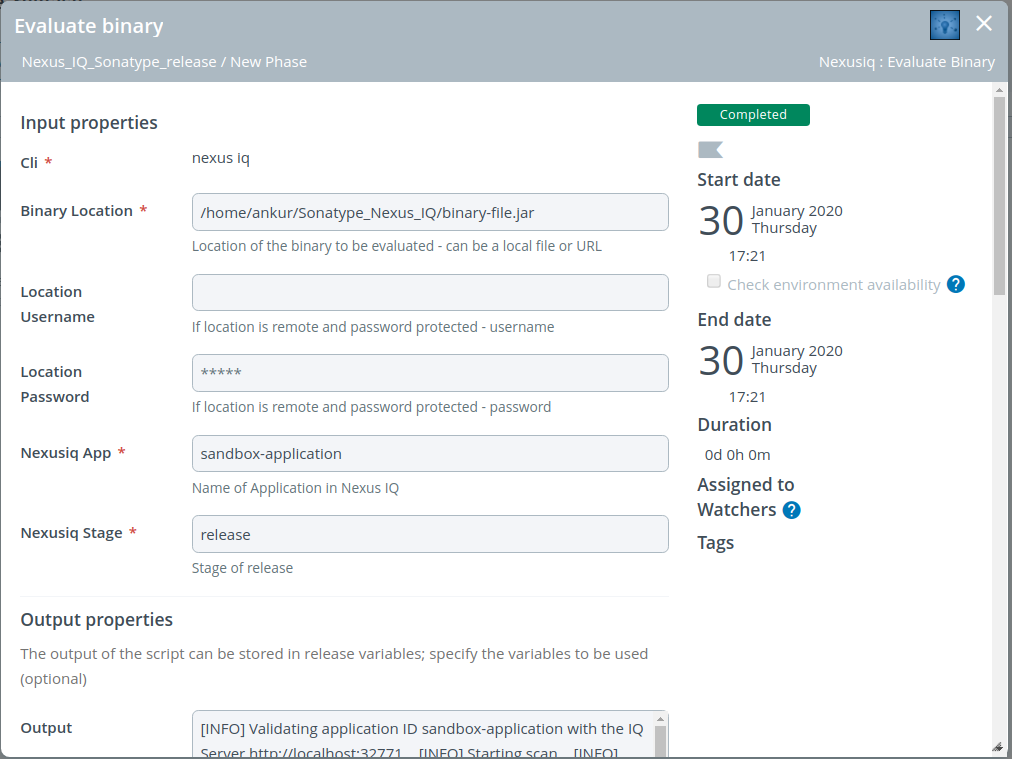 Evaluate binary
Nexus_IQ_Sonatype_release / New Phase
Nexusiq : Evaluate Binary
Input properties
Cli *
nexus iq
Binary Location *
/home/ankur/Sonatype_Nexus_IQ/binary-file.jar
Location of the binary to be evaluated - can be a local file or URL
Location
Username
If location is remote and password protected - username
Location
Password
*****
If location is remote and password protected - password
Nexusiq App *
sandbox-application
Name of Application in Nexus IQ
Nexusiq Stage *
release
Stage of release
Output properties
The output of the script can be stored in release variables; specify the variables to be used
(optional)
Output
[INFO] Validating application ID sandbox-application with the IQ
Server http://localhost:32771... [INFO] Starting scan... [INFO]
Completed
Start date
30
January 2020
Thursday
17:21
Check environment availability ?
End date
30
January 2020
Thursday
17:21
Duration
0d 0h 0m
Assigned to
Watchers ?
Tags